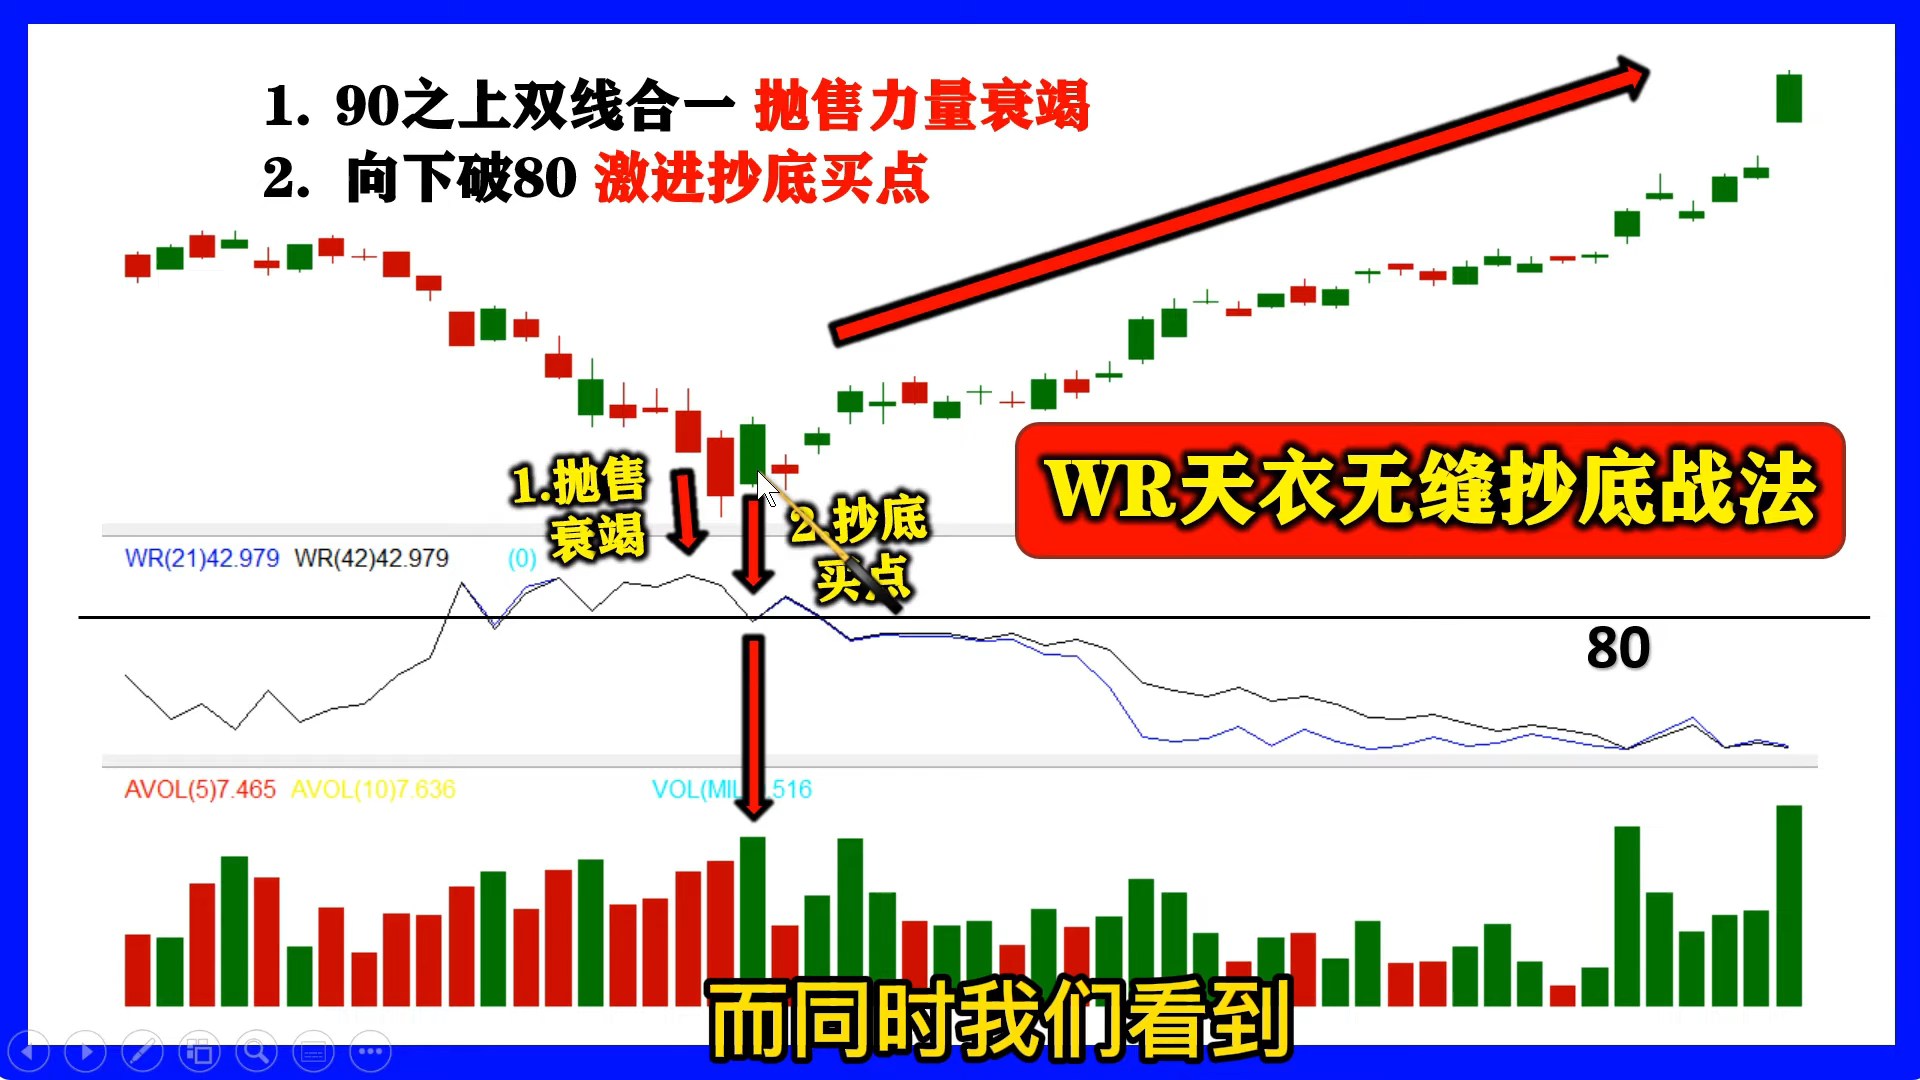 1. 90之上双线合一 抛售力量衰竭
2. 向下破80 激进抄底买点
WR天衣无缝抄底战法
1.抛售
衰竭
2.抄底
买点
WR(21)42.979 WR(42)42.979 (0)
80
AVOL(5)7.465 AVOL(10)7.636 VOL(MIL 516
而同时我们看到